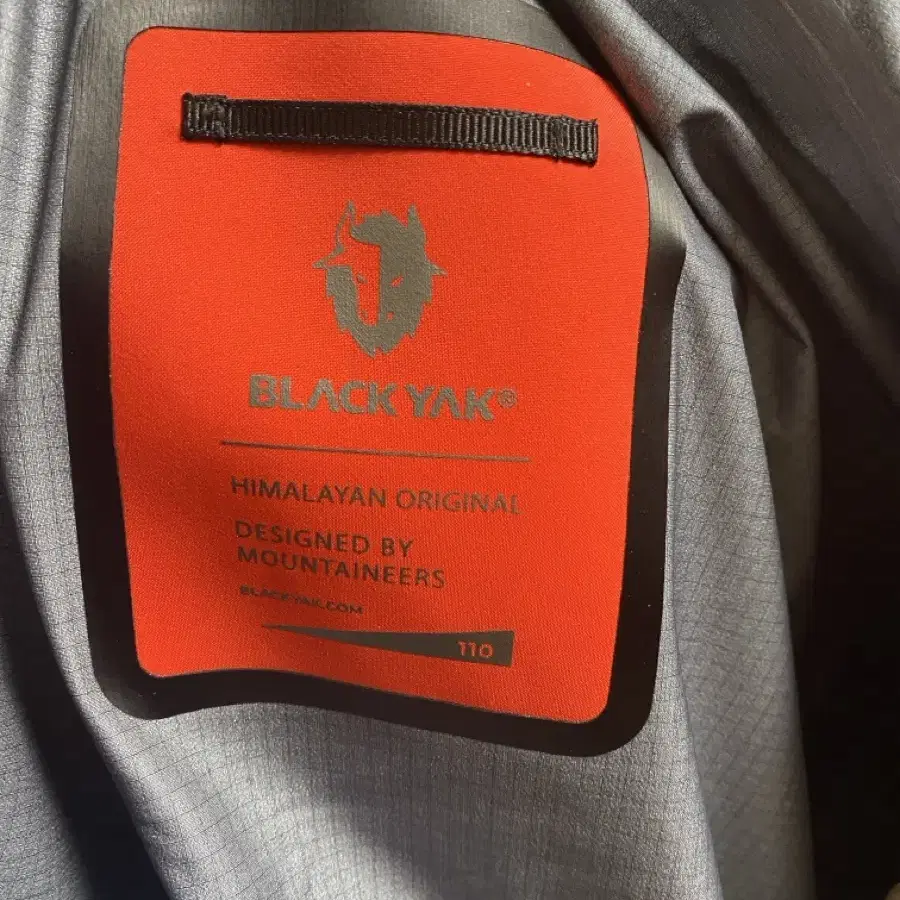 BLACK YAK®
HIMALAYAN ORIGINAL
DESIGNED BY
MOUNTAINEERS
BLACKYAK.COM
110